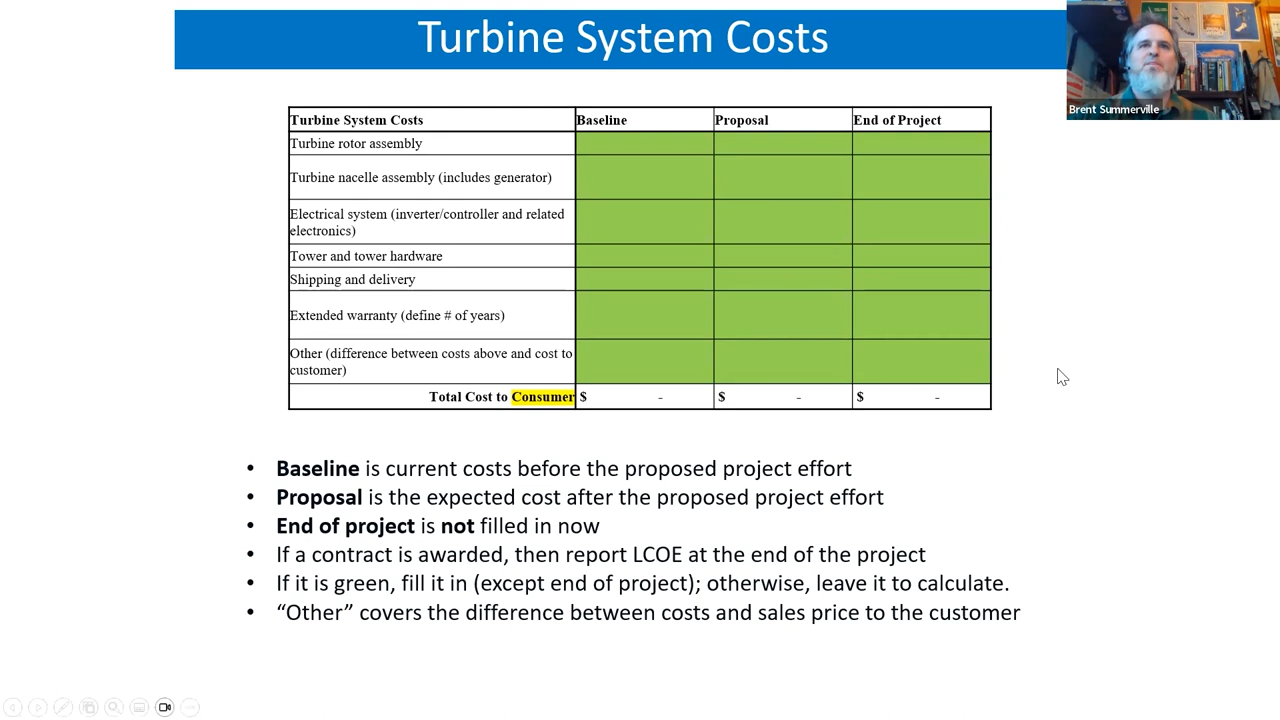 Turbine System Costs
Brent Summerville
Turbine System Costs Baseline Proposal End of Project
Turbine rotor assembly
Turbine nacelle assembly (includes generator)
Electrical system (inverter/controller and related
electronics)
Tower and tower hardware
Shipping and delivery
Extended warranty (define # of years)
Other (difference between costs above and cost to
customer)
Total Cost to Consumer $ - $ - $ -
• Baseline is current costs before the proposed project effort
• Proposal is the expected cost after the proposed project effort
• End of project is not filled in now
• If a contract is awarded, then report LCOE at the end of the project
• If it is green, fill it in (except end of project); otherwise, leave it to calculate.
• “Other” covers the difference between costs and sales price to the customer